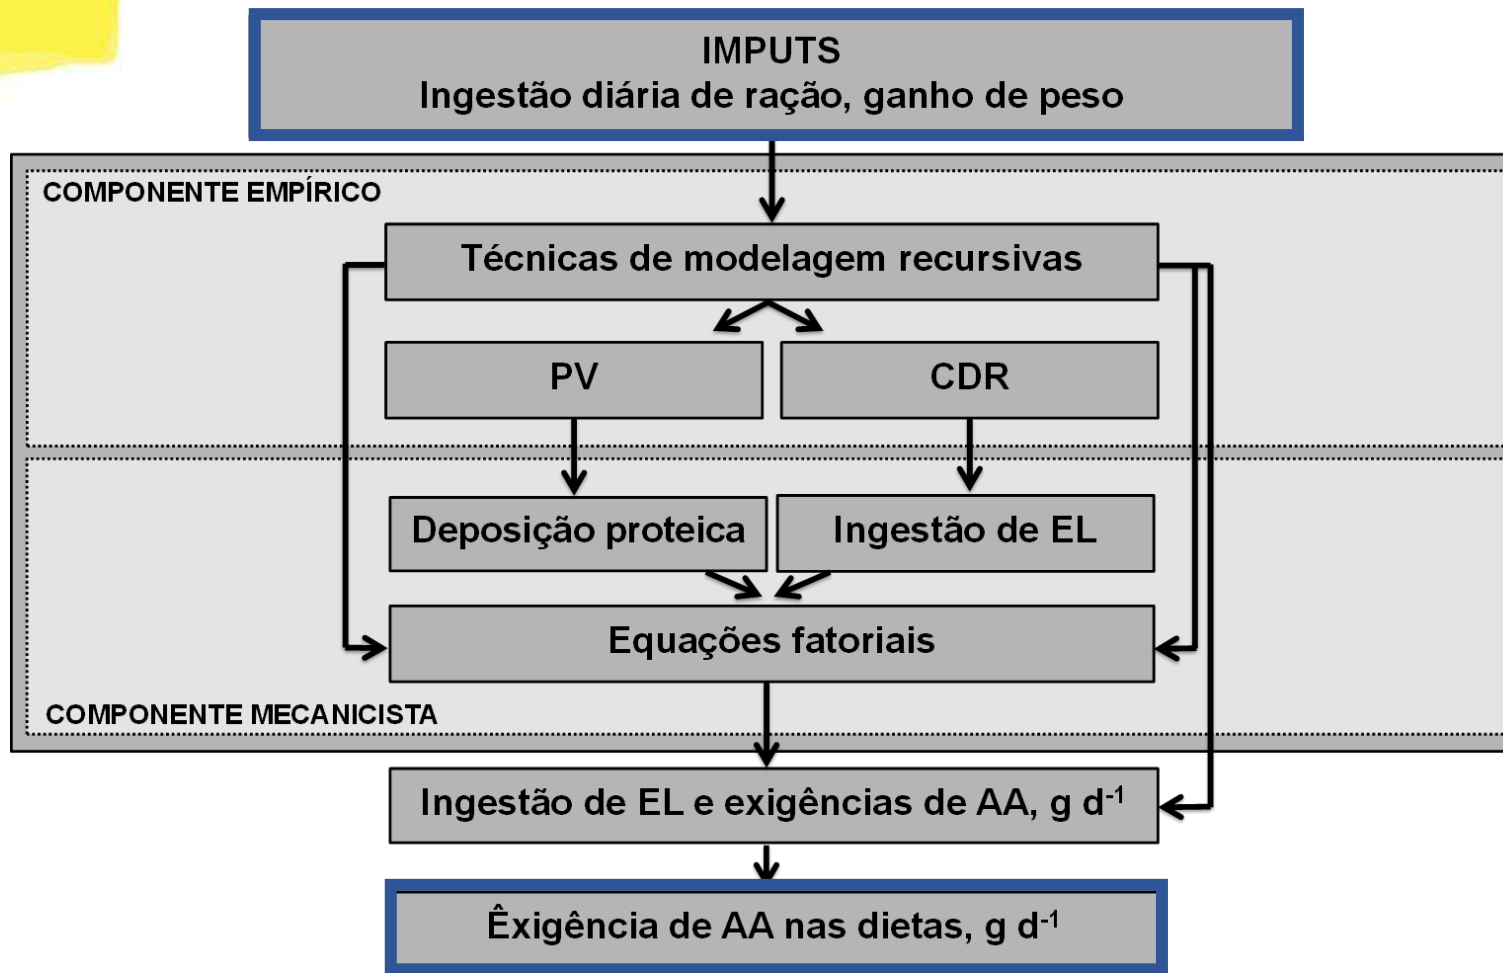 IMPUTS
Ingestão diária de ração, ganho de peso
COMPONENTE EMPÍRICO
Técnicas de modelagem recursivas
PV
CDR
Deposição proteica
Ingestão de EL
Equações fatoriais
COMPONENTE MECANICISTA
Ingestão de EL e exigências de AA, g d⁻¹
Êxigência de AA nas dietas, g d⁻¹